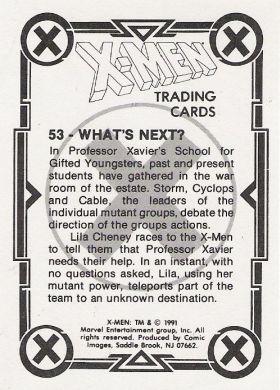 X-MEN
TRADING
CARDS
53 - WHAT'S NEXT?
In Professor Xavier's School for
Gifted Youngsters, past and present
students have gathered in the war
room of the estate. Storm, Cyclops
and Cable, the leaders of the
individual mutant groups, debate the
direction of the groups actions.
Lila Cheney races to the X-Men
to tell them that Professor Xavier
needs their help. In an instant, with
no questions asked, Lila, using her
mutant power, teleports part of the
team to an unknown destination.
X-MEN: TM & © 1991
Marvel Entertainment group, Inc. All
rights reserved. Produced by Comic
Images, Saddle Brook, NJ 07662.